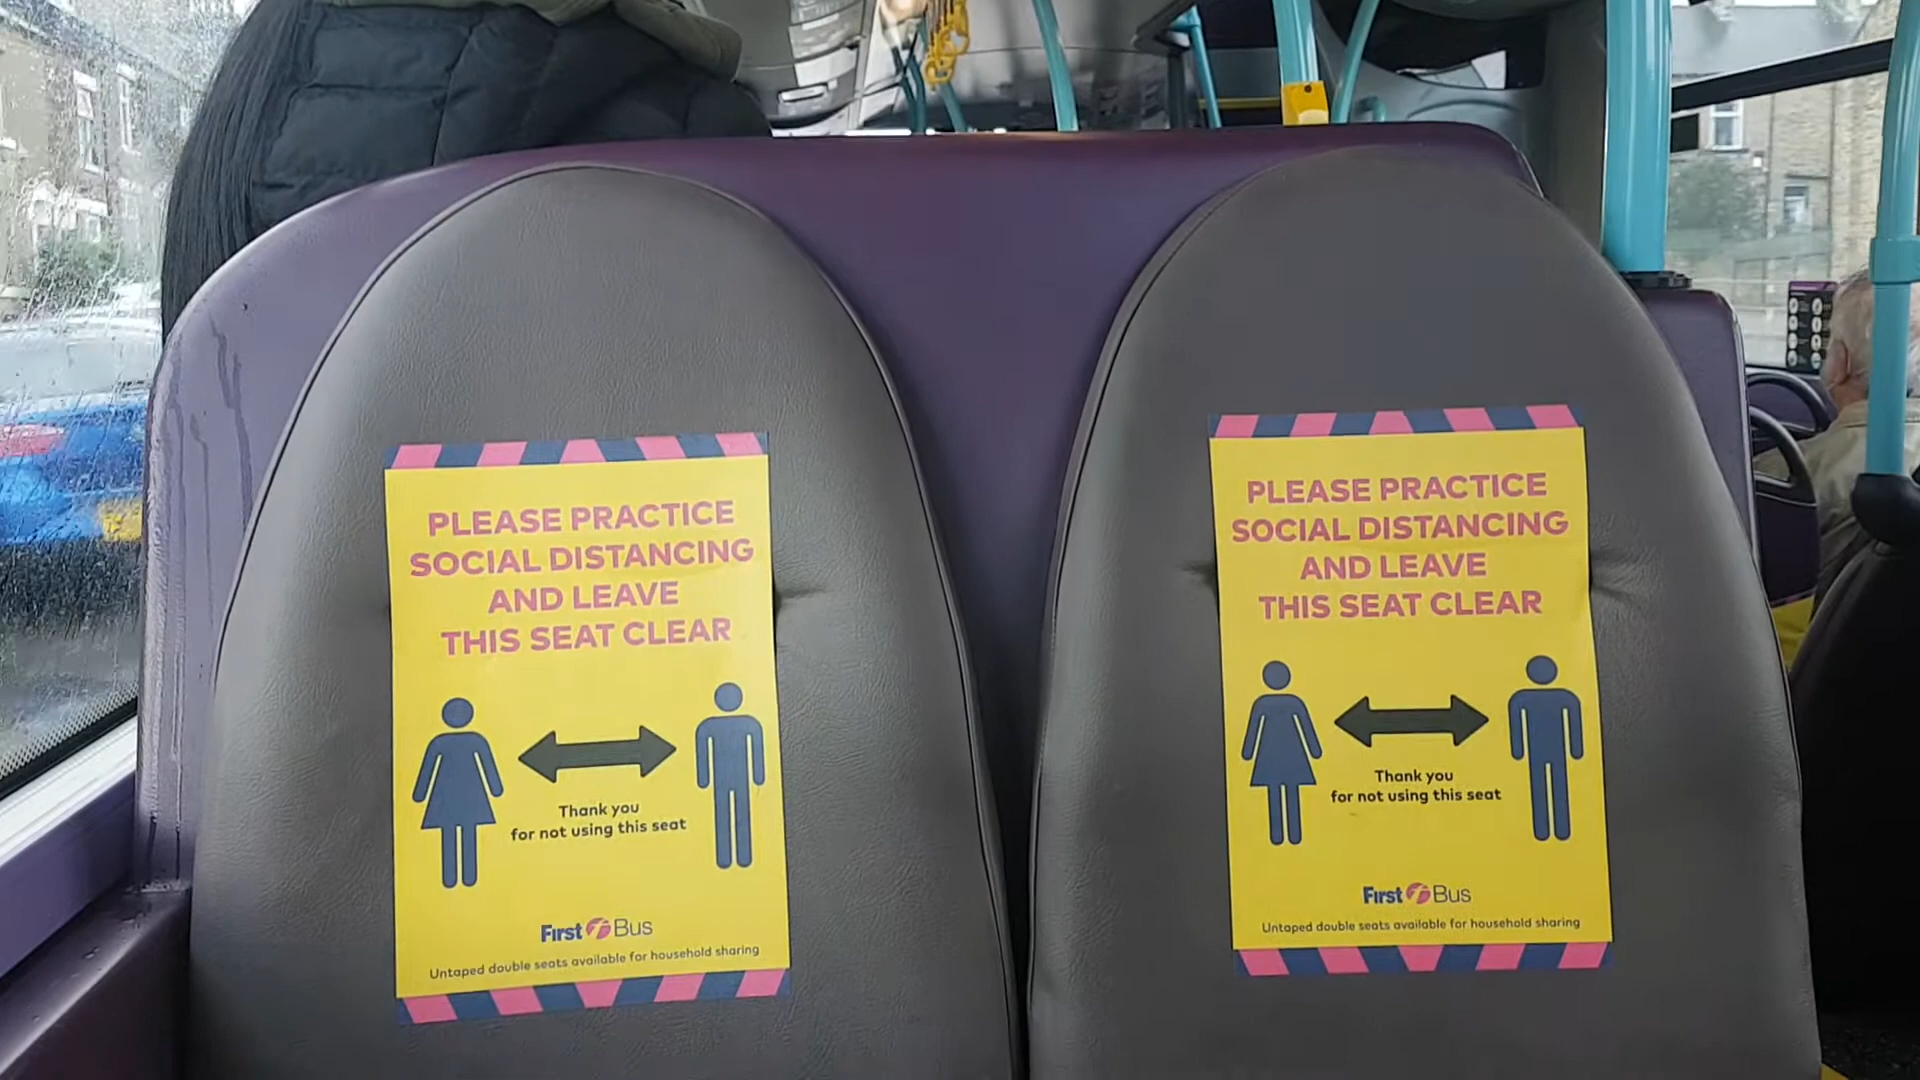 PLEASE PRACTICE
SOCIAL DISTANCING
AND LEAVE
THIS SEAT CLEAR
Thank you
for not using this seat
First Bus
Untaped double seats available for household sharing
PLEASE PRACTICE
SOCIAL DISTANCING
AND LEAVE
THIS SEAT CLEAR
Thank you
for not using this seat
First Bus
Untaped double seats available for household sharing